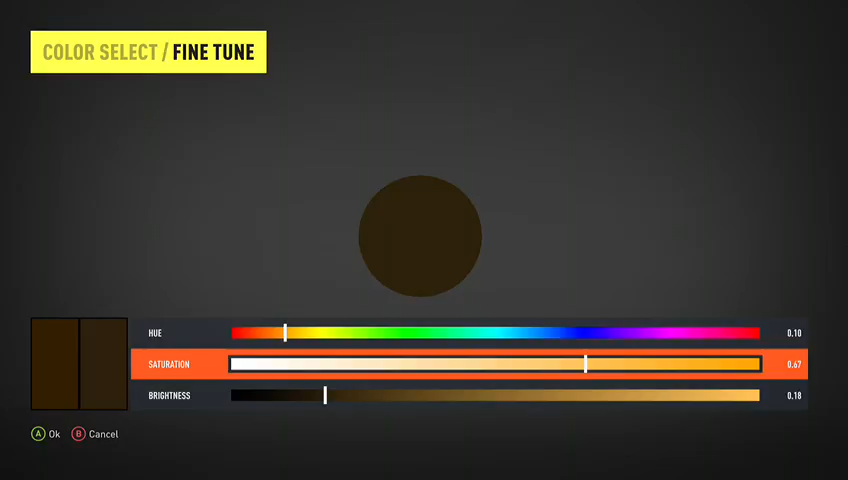 COLOR SELECT / FINE TUNE
HUE 0.10
SATURATION 0.67
BRIGHTNESS 0.18
A Ok B Cancel